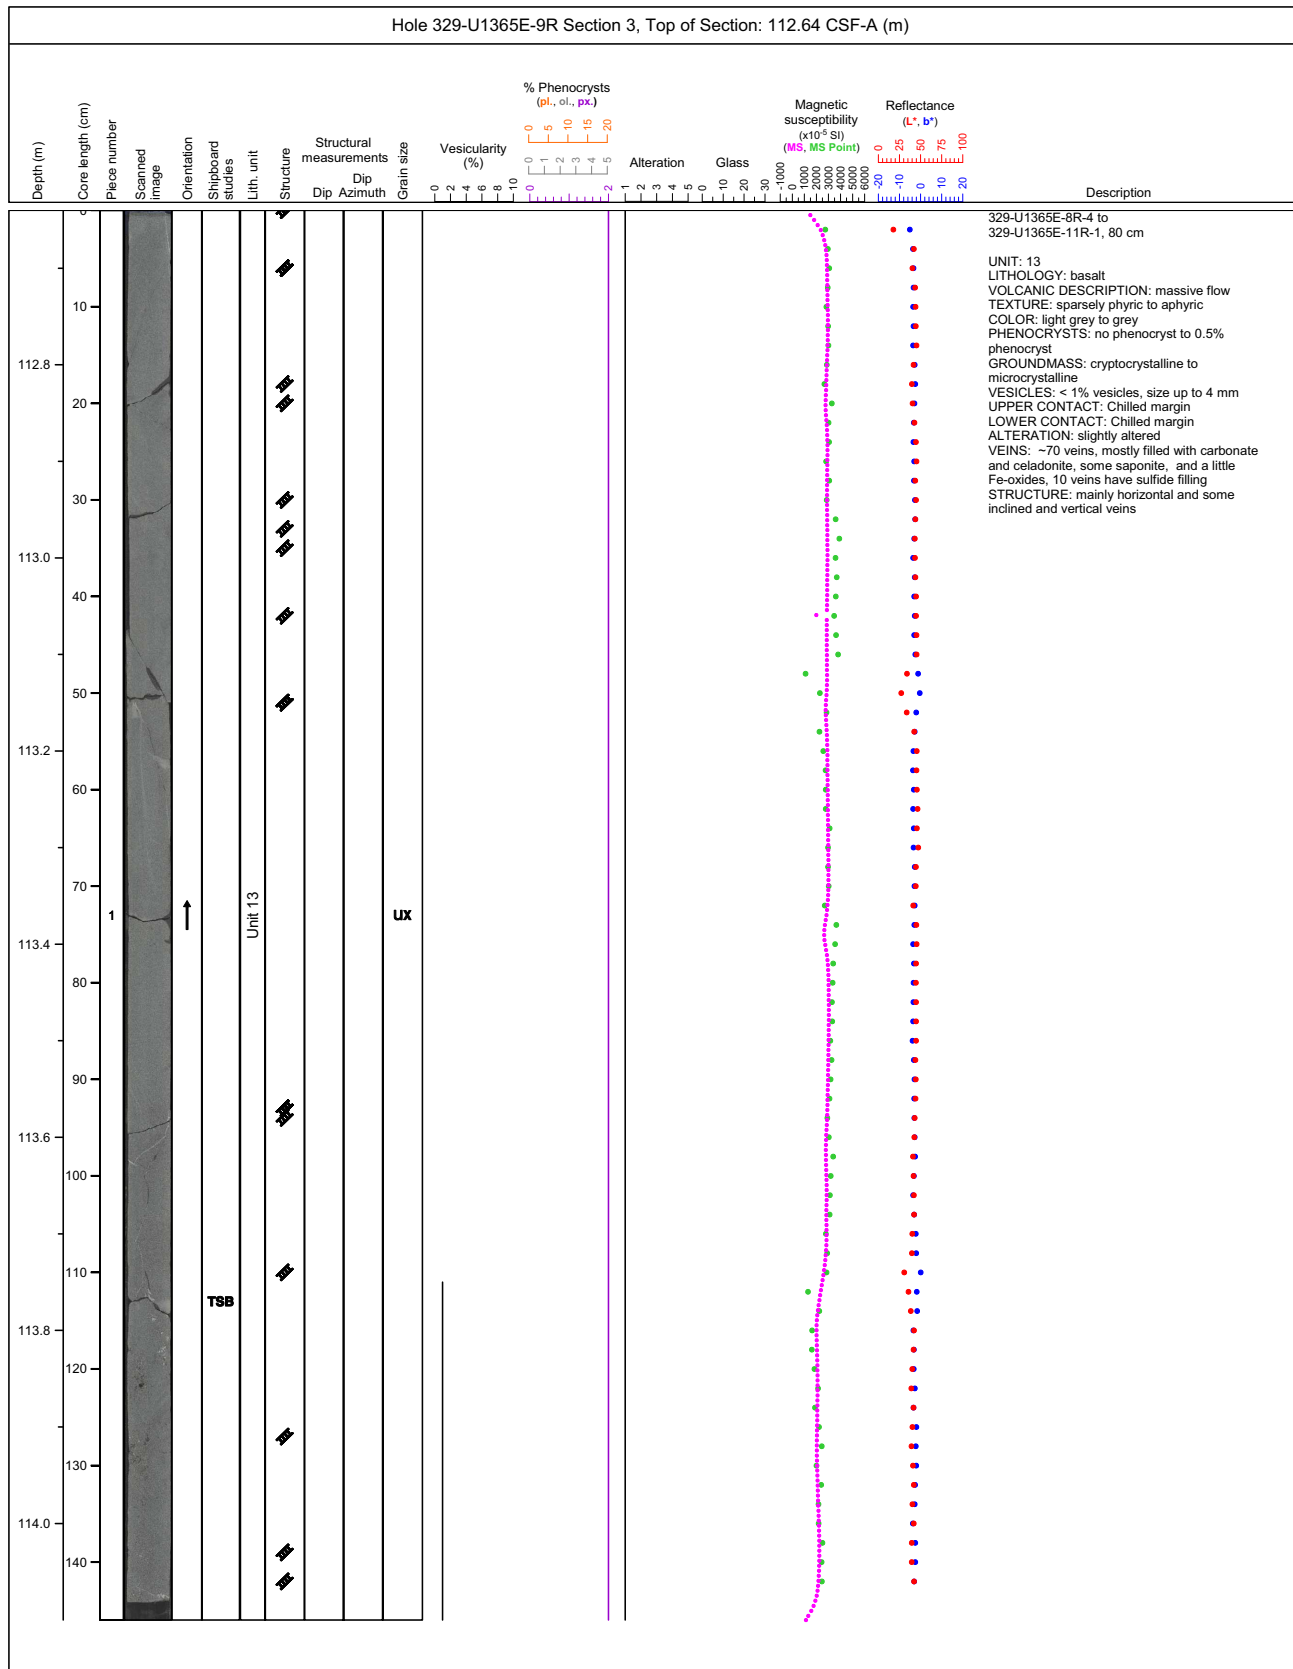 Hole 329-U1365E-9R Section 3, Top of Section: 112.64 CSF-A (m)
Depth (m)
Core length (cm)
Piece number
Scanned
image
Orientation
Shipboard
studies
Lith. unit
Structure
Structural
measurements
Dip
Dip
Azimuth
Grain size
Vesicularity
(%)
0 2 4 6 8 10
% Phenocrysts
(pl., ol., px.)
0 5 10 15 20
0 1 2 3 4 5
0 2
Alteration
1 2 3 4 5
Glass
0 10 20 30
Magnetic
susceptibility
(x10-5 SI)
(MS, MS Point)
-1000 0 1000 2000 3000 4000 5000 6000
Reflectance
(L*, b*)
0 25 50 75 100
-20 -10 0 10 20
Description
0
10
112.8
20
30
113.0
40
50
113.2
60
70
113.4
80
90
113.6
100
110
113.8
120
130
114.0
140
1
TSB
Unit 13
UX
329-U1365E-8R-4 to
329-U1365E-11R-1, 80 cm
UNIT: 13
LITHOLOGY: basalt
VOLCANIC DESCRIPTION: massive flow
TEXTURE: sparsely phyric to aphyric
COLOR: light grey to grey
PHENOCRYSTS: no phenocryst to 0.5%
phenocryst
GROUNDMASS: cryptocrystalline to
microcrystalline
VESICLES: < 1% vesicles, size up to 4 mm
UPPER CONTACT: Chilled margin
LOWER CONTACT: Chilled margin
ALTERATION: slightly altered
VEINS: ~70 veins, mostly filled with carbonate
and celadonite, some saponite, and a little
Fe-oxides, 10 veins have sulfide filling
STRUCTURE: mainly horizontal and some
inclined and vertical veins